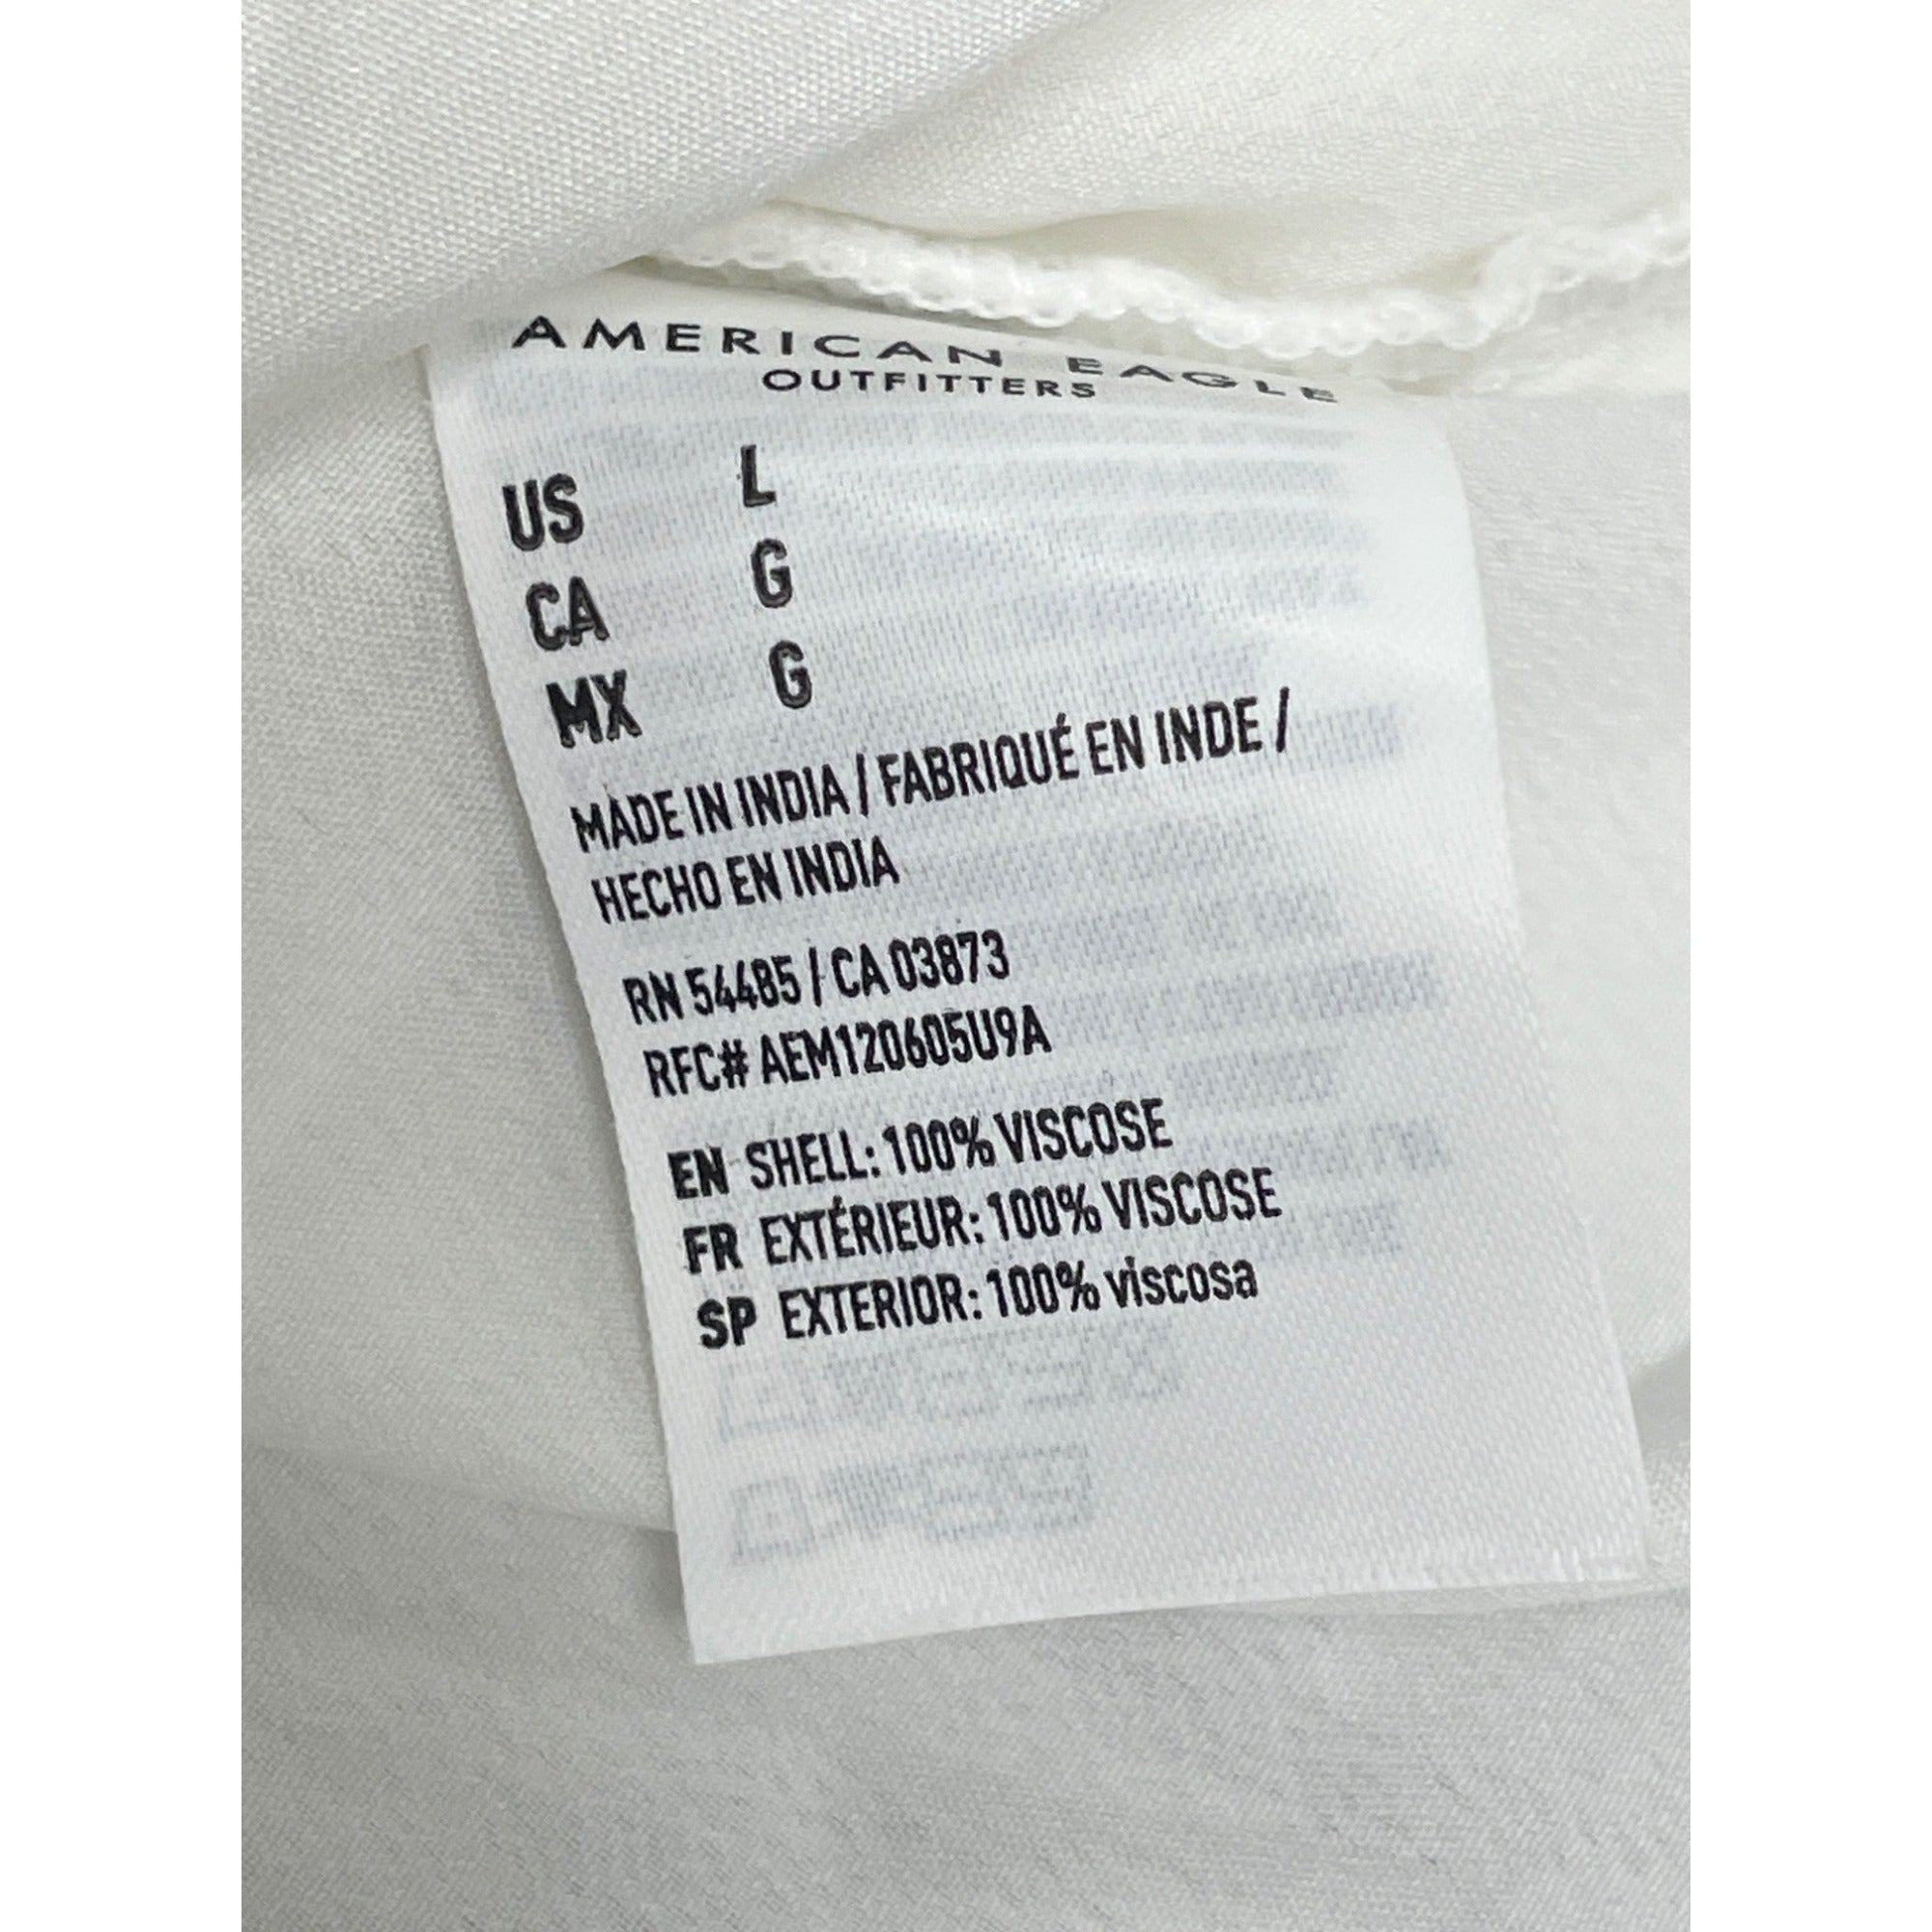 AMERICAN EAGLE
OUTFITTERS
US L
CA G
MX G
MADE IN INDIA / FABRIQUÉ EN INDE /
HECHO EN INDIA
RN 54485 / CA 03873
RFC# AEM120605U9A
EN SHELL: 100% VISCOSE
FR EXTÉRIEUR: 100% VISCOSE
SP EXTERIOR: 100% viscosa